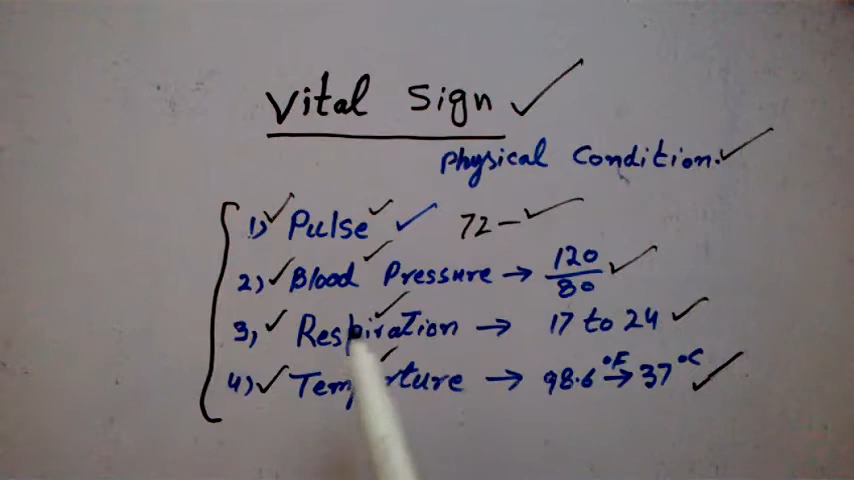 Vital Sign ✓
Physical Condition. ✓
1) ✓ Pulse ✓ ✓ 72 – ✓
2) ✓ Blood Pressure ✓ → 120/80 ✓
3) ✓ Respiration ✓ → 17 to 24 ✓
4) ✓ → 98.6 °F → 37 °C ✓